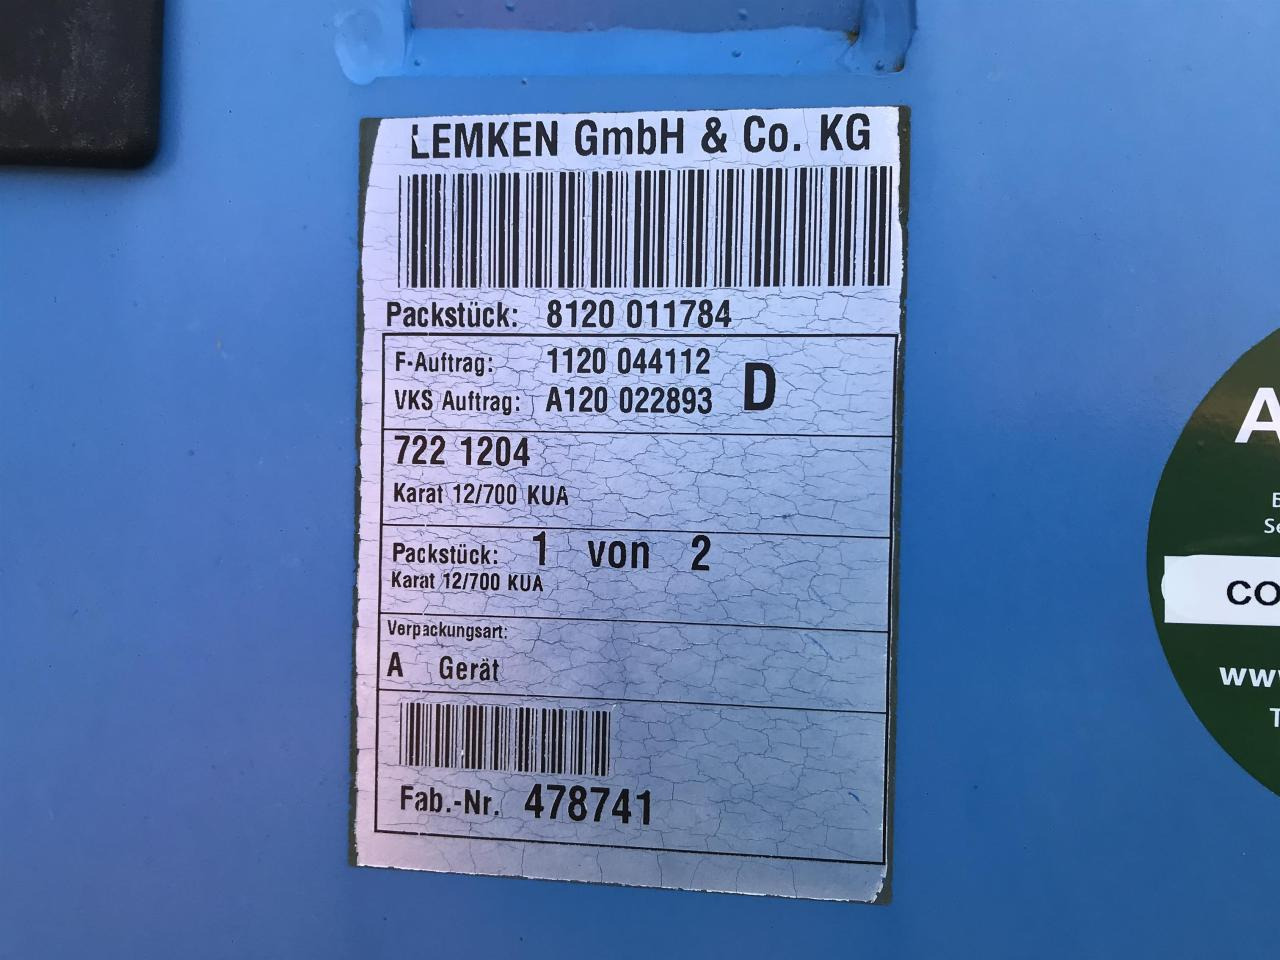 LEMKEN GmbH & Co. KG
Packstück: 8120 011784
F-Auftrag: 1120 044112
VKS Auftrag: A120 022893 D
722 1204
Karat 12/700 KUA
Packstück: 1 von 2
Karat 12/700 KUA
Verpackungsart:
A Gerät
Fab.-Nr. 478741